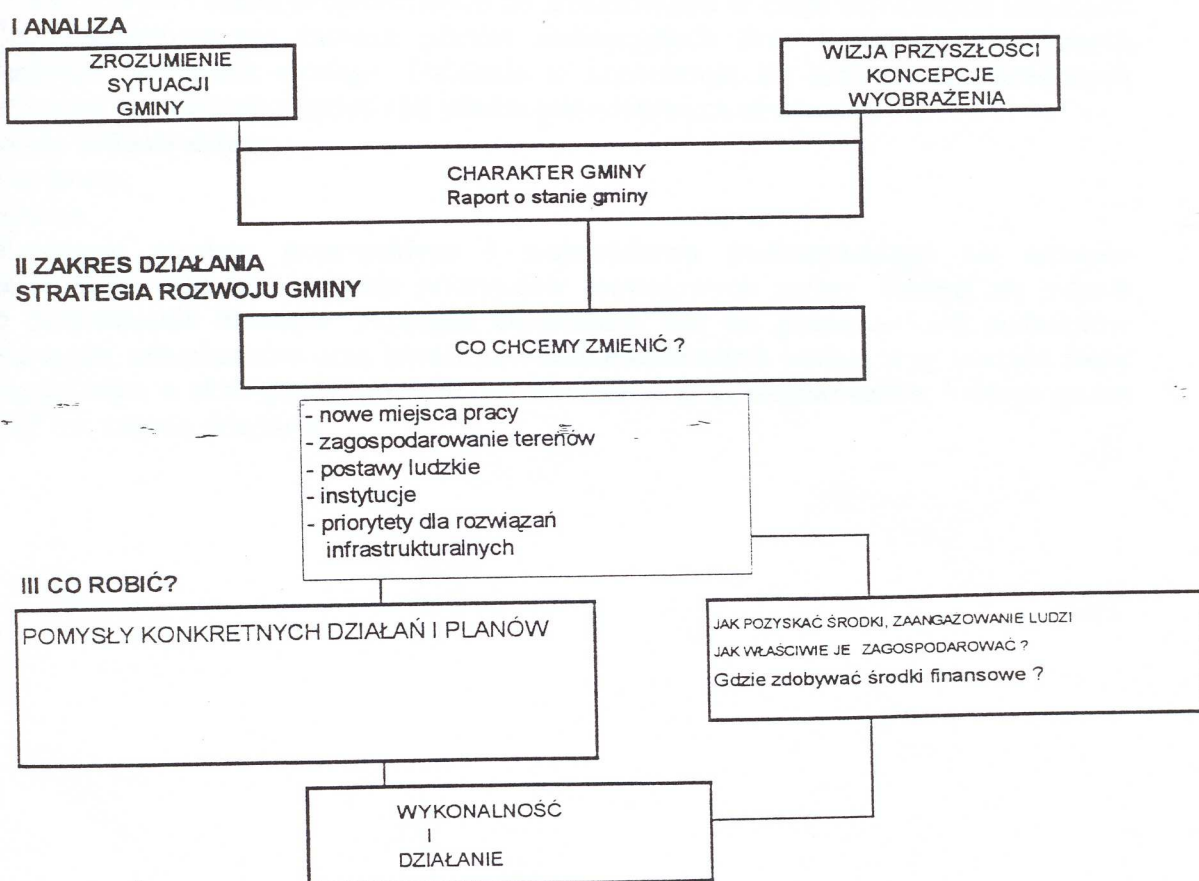 I ANALIZA
ZROZUMIENIE
SYTUACJI
GMINY
WIZJA PRZYSZŁOŚCI
KONCEPCJE
WYOBRAŻENIA
CHARAKTER GMINY
Raport o stanie gminy
II ZAKRES DZIAŁANIA
STRATEGIA ROZWOJU GMINY
CO CHCEMY ZMIENIĆ ?
- nowe miejsca pracy
- zagospodarowanie terenów
- postawy ludzkie
- instytucje
- priorytety dla rozwiązań
infrastrukturalnych
III CO ROBIĆ?
POMYSŁY KONKRETNYCH DZIAŁAŃ I PLANÓW
JAK POZYSKAĆ ŚRODKI, ZAANGAZOWANIE LUDZI
JAK WŁAŚCIWIE JE ZAGOSPODAROWAĆ ?
Gdzie zdobywać środki finansowe ?
WYKONALNOŚĆ
I
DZIAŁANIE